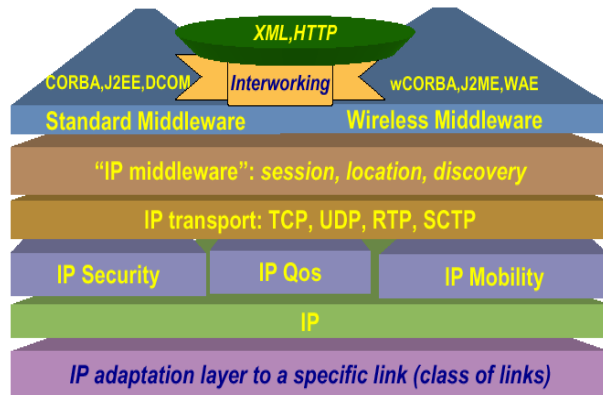 XML,HTTP
CORBA,J2EE,DCOM
Interworking
wCORBA,J2ME,WAE
Standard Middleware
Wireless Middleware
“IP middleware”: session, location, discovery
IP transport: TCP, UDP, RTP, SCTP
IP Security
IP Qos
IP Mobility
IP
IP adaptation layer to a specific link (class of links)